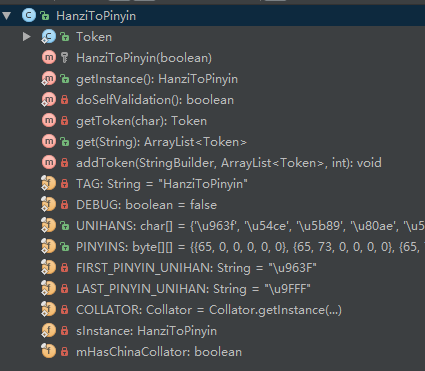 HanziToPinyin
Token
HanziToPinyin(boolean)
getInstance(): HanziToPinyin
doSelfValidation(): boolean
getToken(char): Token
get(String): ArrayList<Token>
addToken(StringBuilder, ArrayList<Token>, int): void
TAG: String = "HanziToPinyin"
DEBUG: boolean = false
UNIHANS: char[] = {'\u963f', '\u54ce', '\u5b89', '\u80ae', '\u5
PINYINS: byte[][] = {{65, 0, 0, 0, 0, 0}, {65, 73, 0, 0, 0, 0}, {65, 7
FIRST_PINYIN_UNIHAN: String = "\u963F"
LAST_PINYIN_UNIHAN: String = "\u9FFF"
COLLATOR: Collator = Collator.getInstance(...)
sInstance: HanziToPinyin
mHasChinaCollator: boolean